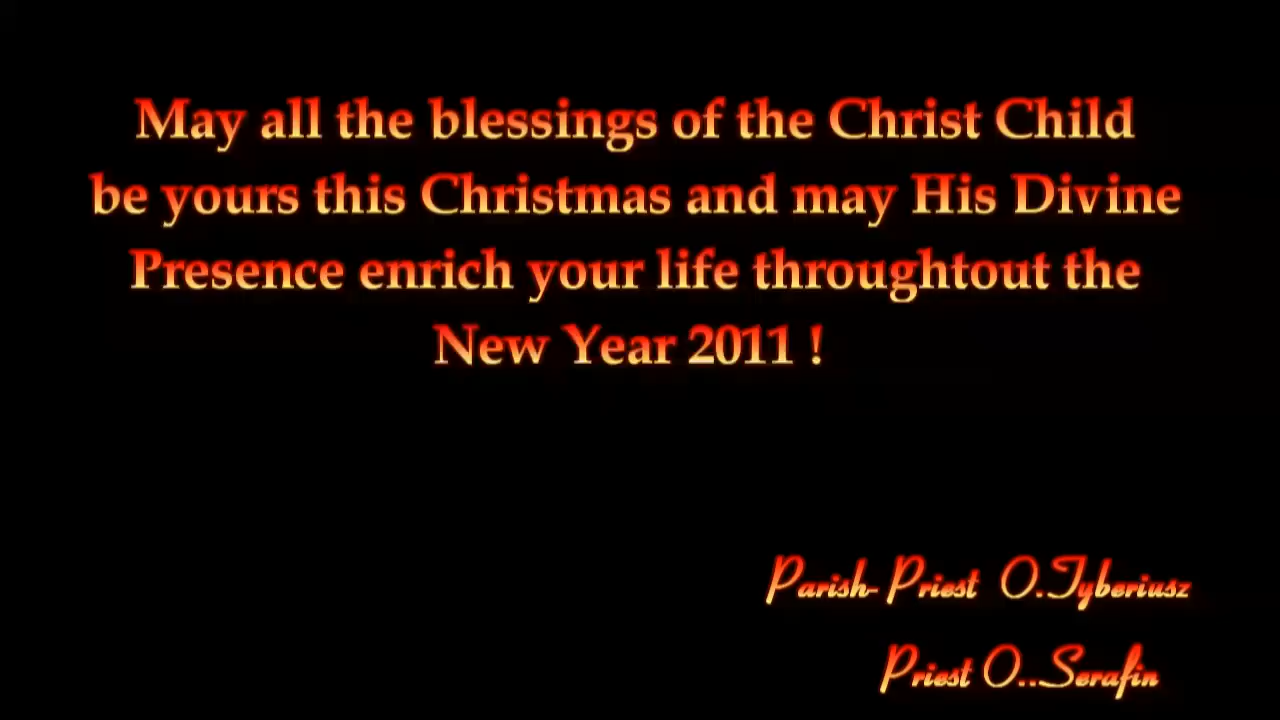 May all the blessings of the Christ Child
be yours this Christmas and may His Divine
Presence enrich your life throughtout the
New Year 2011 !
Parish-Priest O.Tyberiusz
Priest O..Serafin